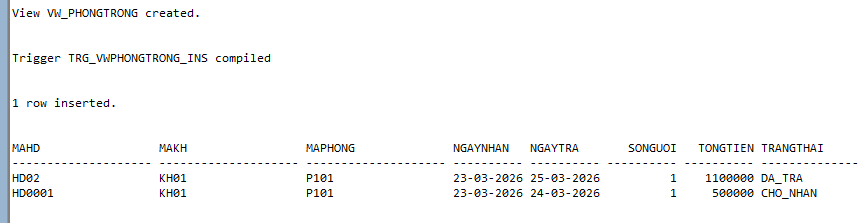 View VW_PHONGTRONG created.
Trigger TRG_VWPHONGTRONG_INS compiled
1 row inserted.
MAHD MAKH MAPHONG NGAYNHAN NGAYTRA SONGUOI TONGTIEN TRANGTHAI
-------------------- -------------------- -------------------- ---------- ---------- ---------- ---------- --------------
HD02 KH01 P101 23-03-2026 25-03-2026 1 1100000 DA_TRA
HD0001 KH01 P101 23-03-2026 24-03-2026 1 500000 CHO_NHAN